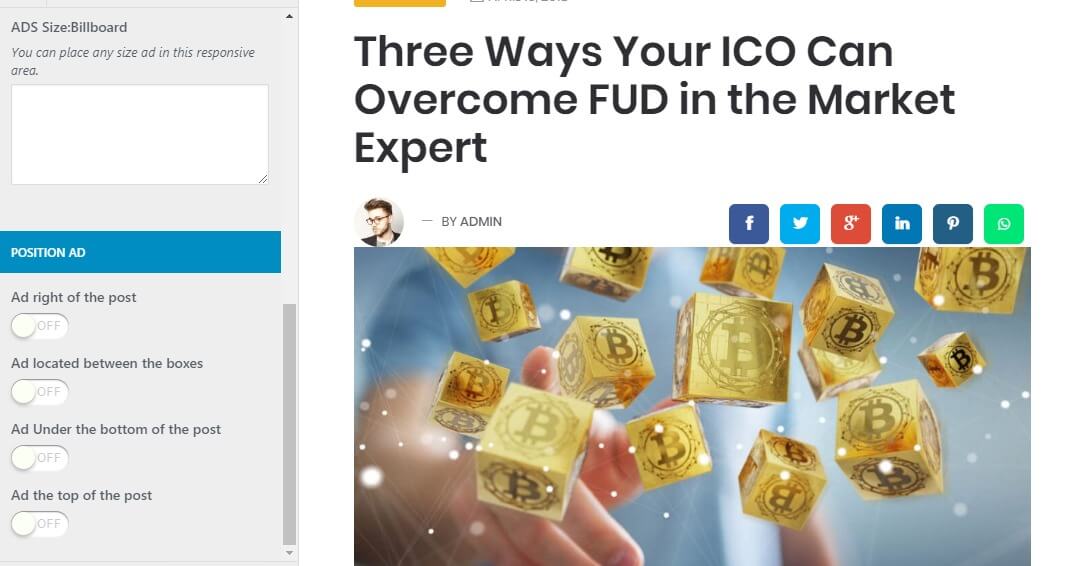 ADS Size:Billboard
You can place any size ad in this responsive
area.
POSITION AD
Ad right of the post
OFF
Ad located between the boxes
OFF
Ad Under the bottom of the post
OFF
Ad the top of the post
OFF
Three Ways Your ICO Can
Overcome FUD in the Market
Expert
BY ADMIN